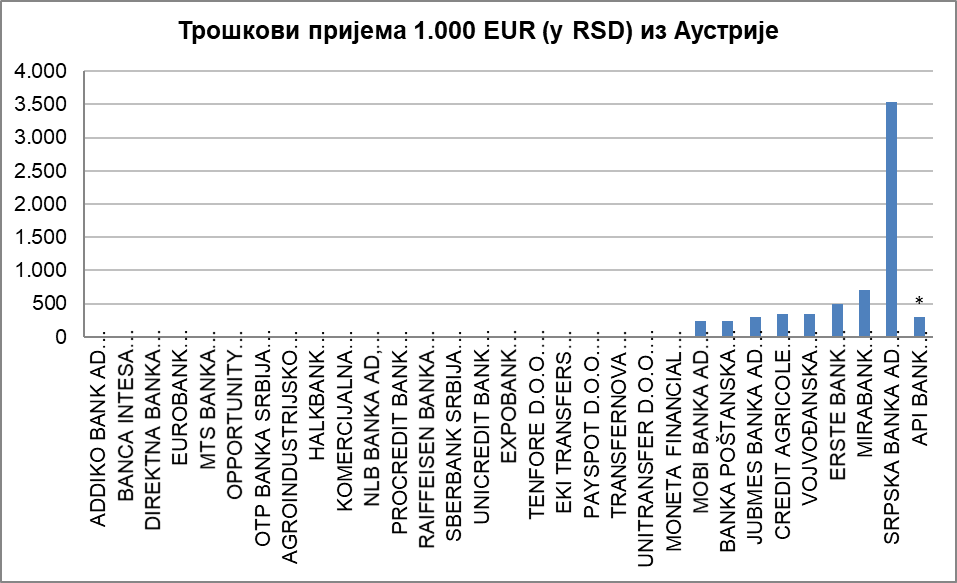 Трошкови пријема 1.000 EUR (у RSD) из Аустрије
4.000
3.500
3.000
2.500
2.000
1.500
1.000
500
0
*
ADDIKO BANK AD…
BANCA INTESA…
DIREKTNA BANKA…
EUROBANK…
MTS BANKA…
OPPORTUNITY…
OTP BANKA SRBIJA…
AGROINDUSTRIJSKO…
HALKBANK…
KOMERCIJALNA…
NLB BANKA AD,…
PROCREDIT BANK…
RAIFFEISEN BANKA…
SBERBANK SRBIJA…
UNICREDIT BANK…
EXPOBANK…
TENFORE D.O.O.…
EKI TRANSFERS…
PAYSPOT D.O.O.…
TRANSFERNOVA…
UNITRANSFER D.O.O.…
MONETA FINANCIAL…
MOBI BANKA AD…
BANKA POŠTANSKA…
JUBMES BANKA AD…
CREDIT AGRICOLE…
VOJVOĐANSKA…
ERSTE BANK…
MIRABANK…
SRPSKA BANKA AD…
API BANK…